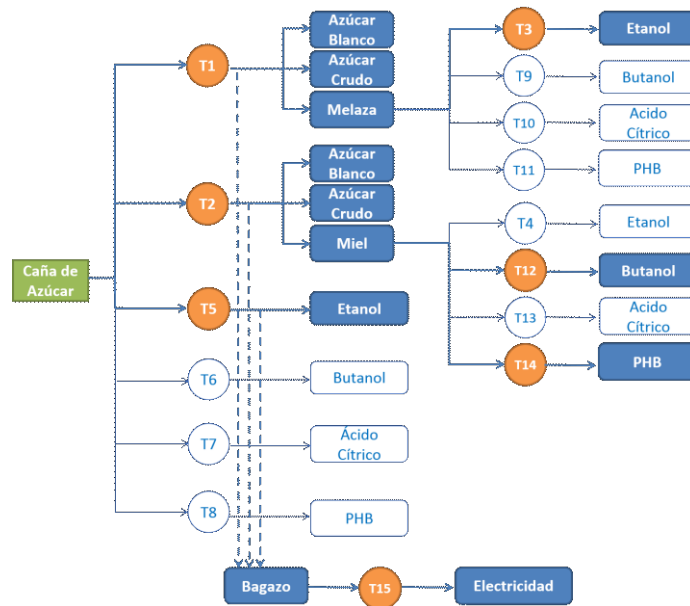 Caña de
Azúcar
T1
Azúcar
Blanco
Azúcar
Crudo
Melaza
T3
Etanol
T9
Butanol
T10
Acido
Cítrico
T11
PHB
T2
Azúcar
Blanco
Azúcar
Crudo
Miel
T4
Etanol
T12
Butanol
T13
Acido
Cítrico
T14
PHB
T5
Etanol
T6
Butanol
T7
Ácido
Cítrico
T8
PHB
Bagazo
T15
Electricidad